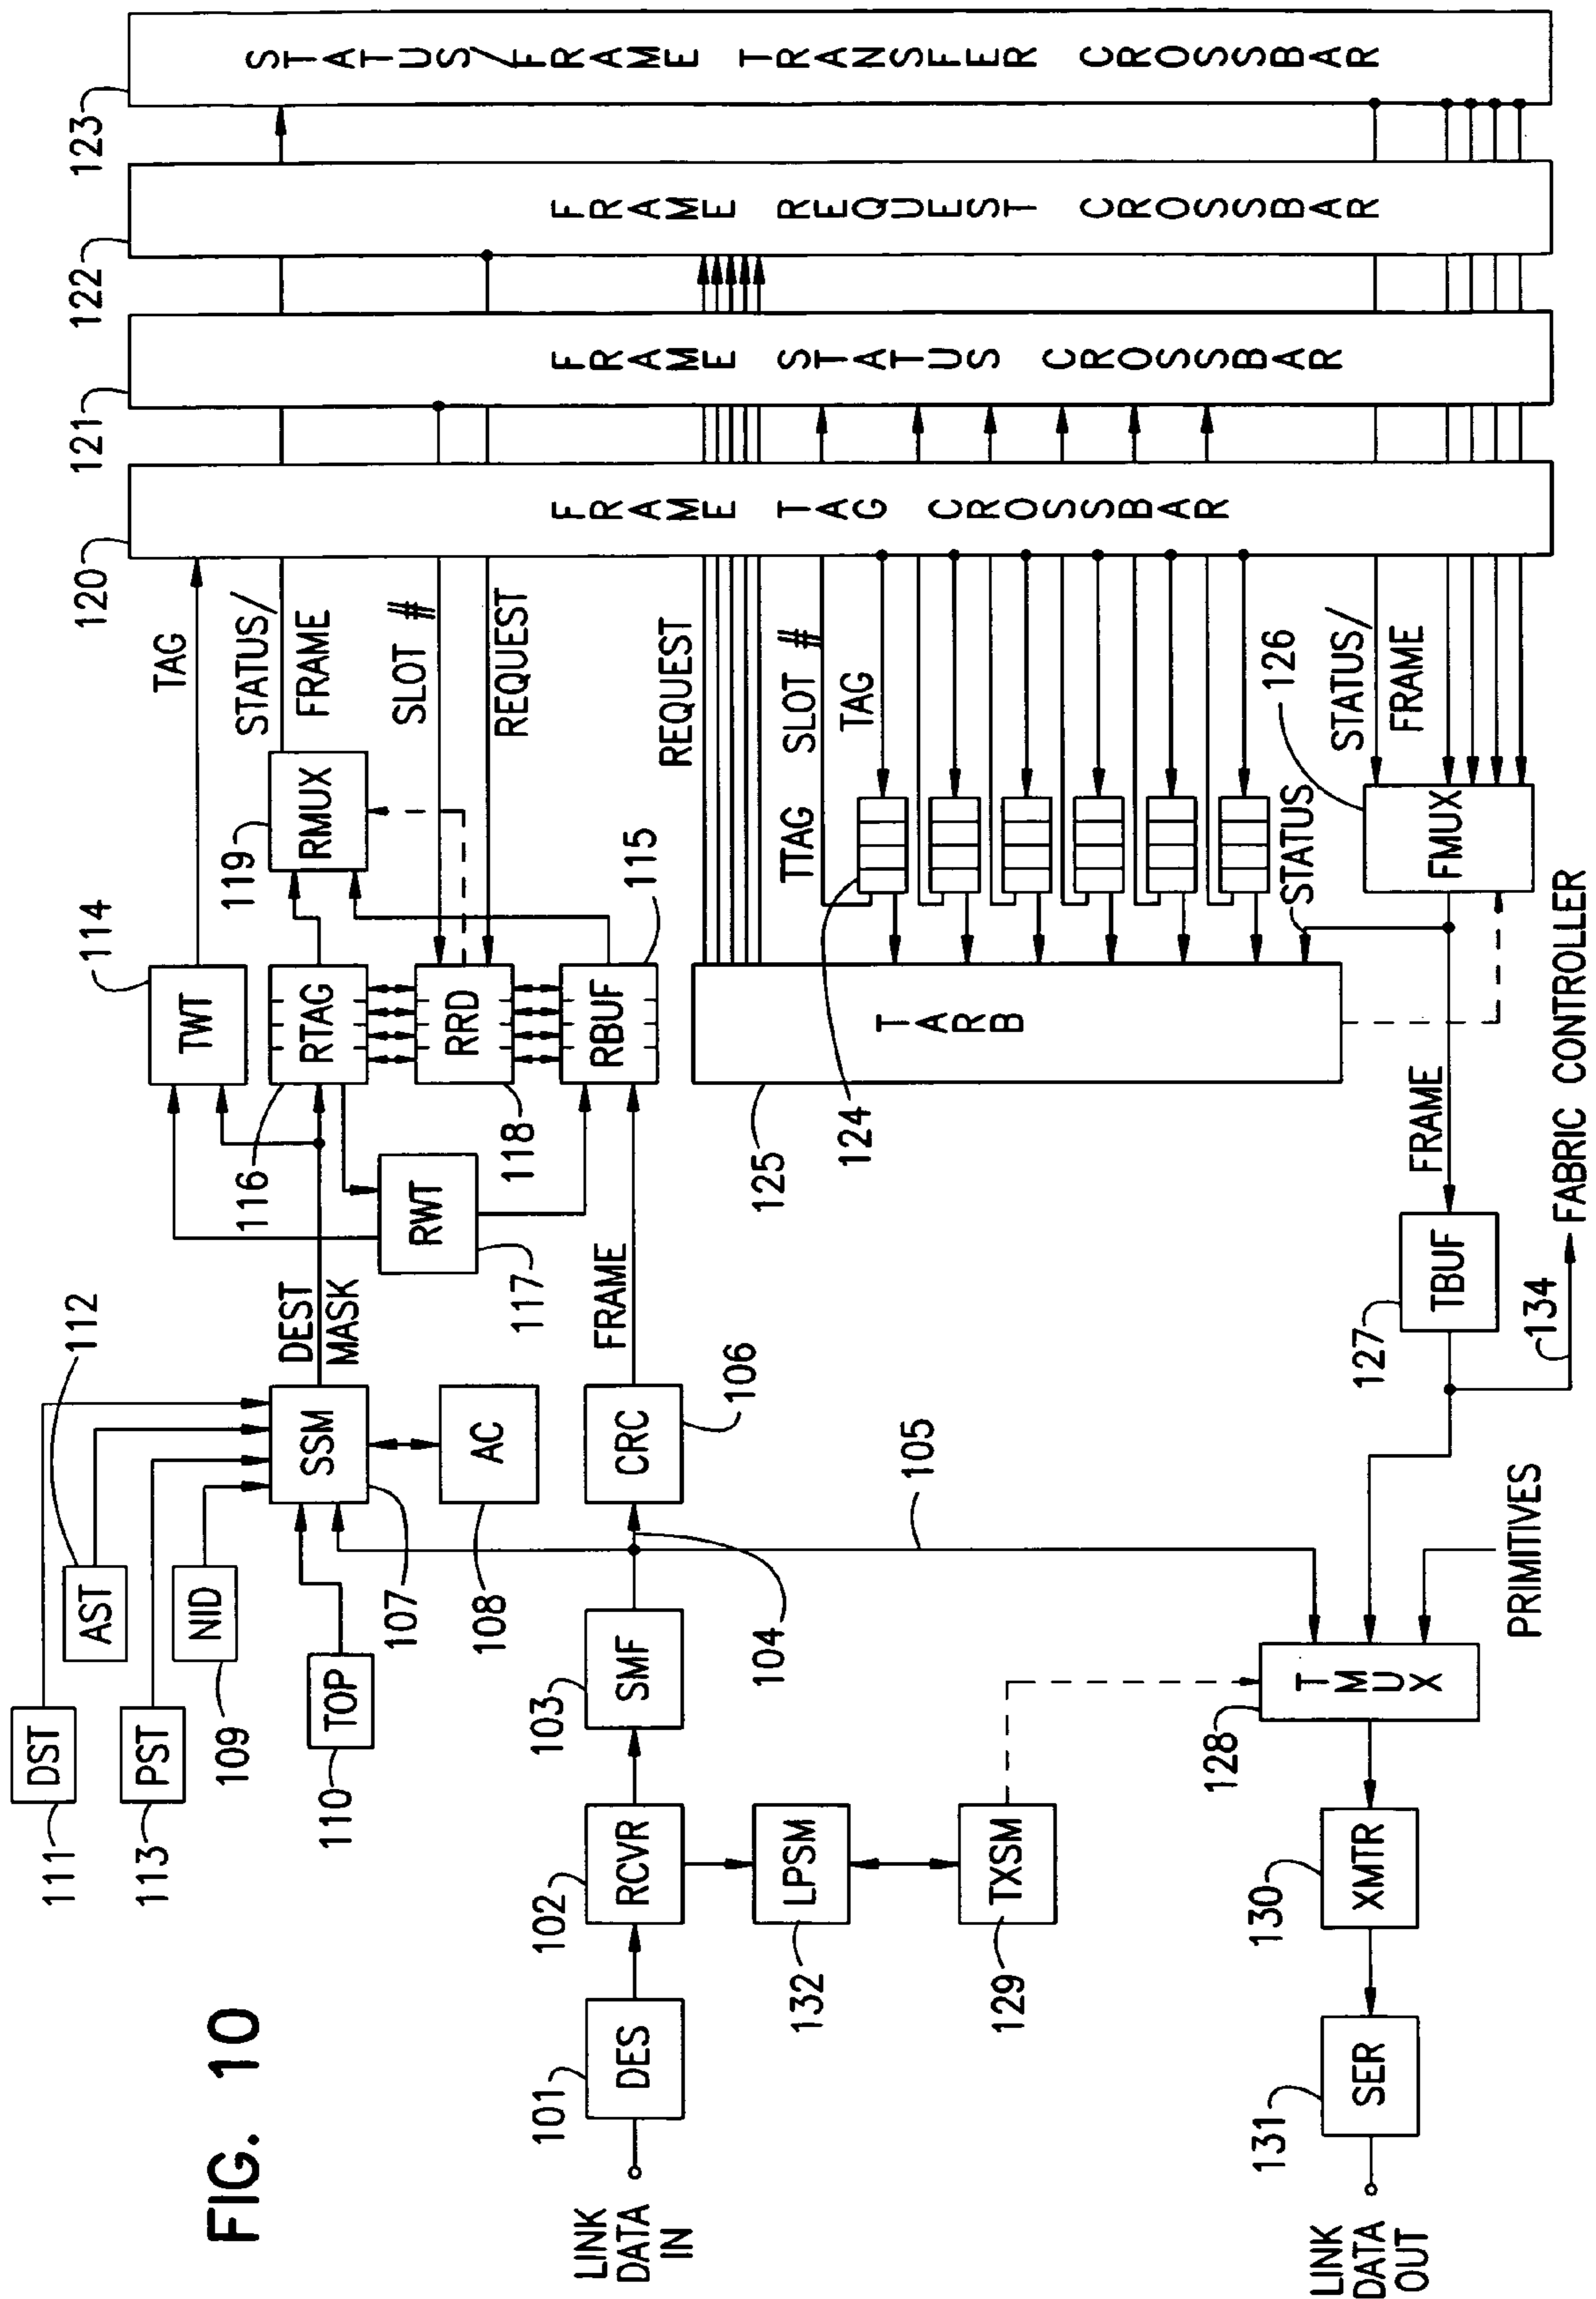 FIG. 10
LINK
DATA
IN
101
DES
102
RCVR
103
SMF
104
105
CRC
106
FRAME
111
DST
AST
112
113
PST
NID
109
110
TOP
107
SSM
AC
108
DEST
MASK
RWT
117
114
TWT
116
RTAG
RRD
118
RBUF
115
119
RMUX
TAG
STATUS/
FRAME
SLOT #
REQUEST
120
FRAME TAG CROSSBAR
121
FRAME STATUS CROSSBAR
122
FRAME REQUEST CROSSBAR
123
STATUS/FRAME TRANSFER CROSSBAR
REQUEST
SLOT #
TAG
TTAG
124
125
TARB
STATUS
126
FMUX
STATUS/
FRAME
FRAME
127
TBUF
134
FABRIC CONTROLLER
PRIMITIVES
128
TMUX
132
LPSM
129
TXSM
130
XMTR
131
SER
LINK
DATA
OUT